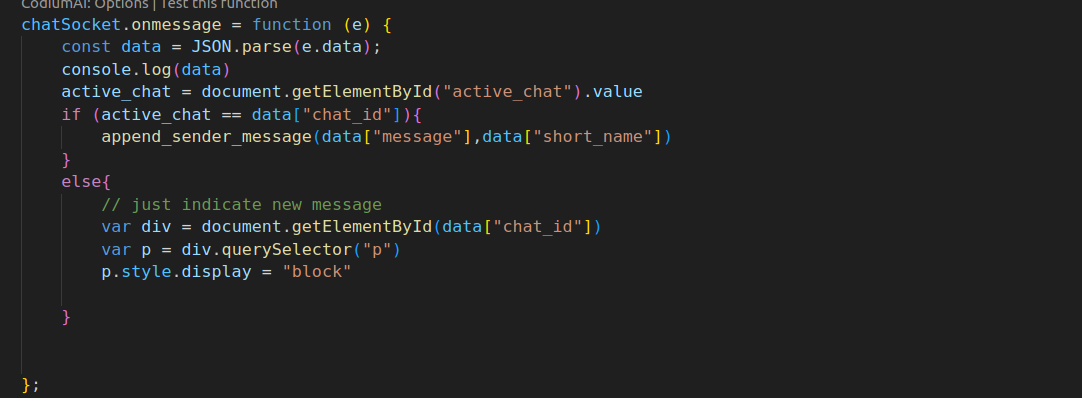 CodiumAI: Options | Test this function
chatSocket.onmessage = function (e) {
    const data = JSON.parse(e.data);
    console.log(data)
    active_chat = document.getElementById("active_chat").value
    if (active_chat == data["chat_id"]){
        append_sender_message(data["message"],data["short_name"])
    }
    else{
        // just indicate new message
        var div = document.getElementById(data["chat_id"])
        var p = div.querySelector("p")
        p.style.display = "block"
    }
};